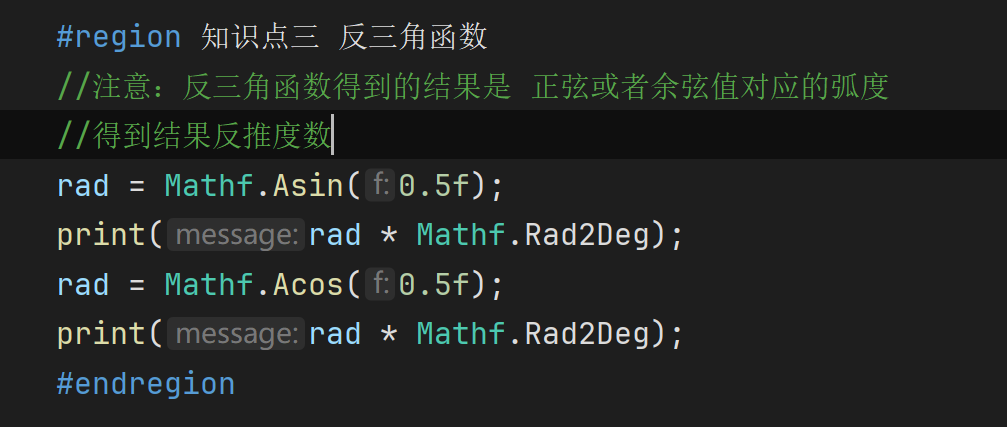 #region 知识点三 反三角函数
//注意：反三角函数得到的结果是 正弦或者余弦值对应的弧度
//得到结果反推度数
rad = Mathf.Asin(f:0.5f);
print(message:rad * Mathf.Rad2Deg);
rad = Mathf.Acos(f:0.5f);
print(message:rad * Mathf.Rad2Deg);
#endregion